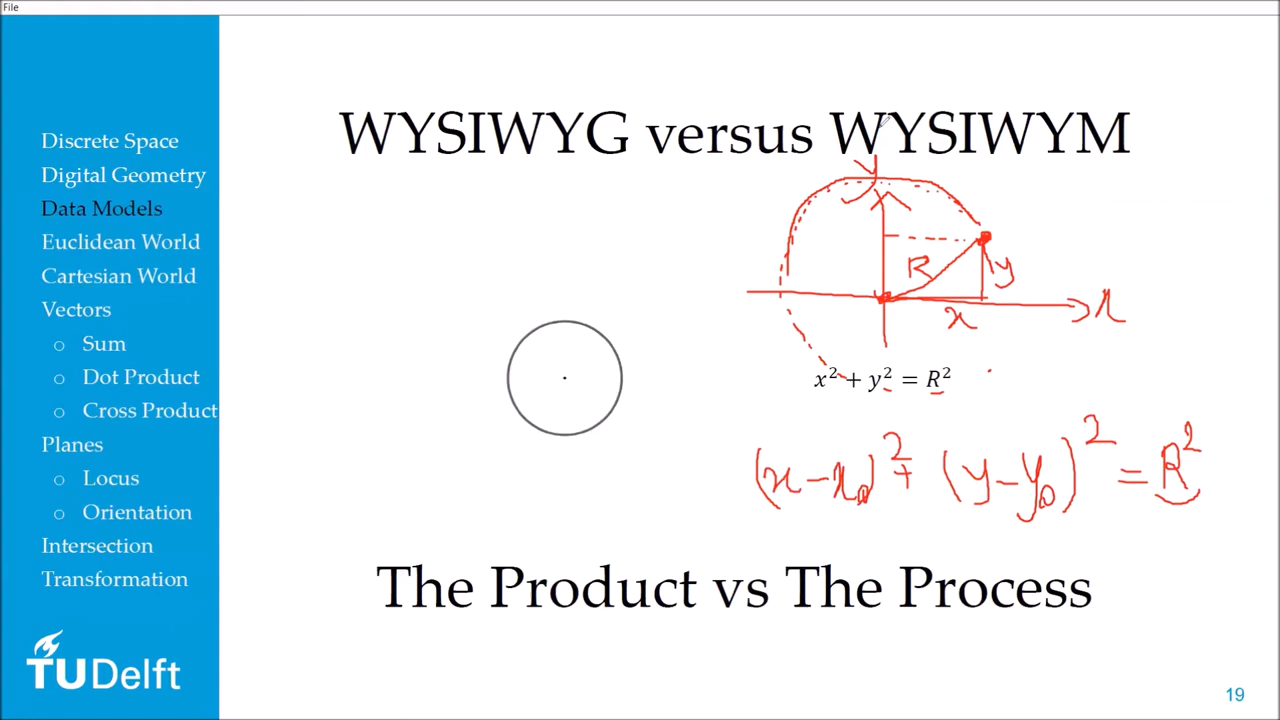 File
WYSIWYG versus WYSIWYM
Discrete Space
Digital Geometry
Data Models
Euclidean World
Cartesian World
Vectors
○ Sum
○ Dot Product
○ Cross Product
Planes
○ Locus
○ Orientation
Intersection
Transformation
y
R
y
x
x
x² + y² = R²
(x − x₀)² + (y − y₀)² = R²
The Product vs The Process
TUDelft
19